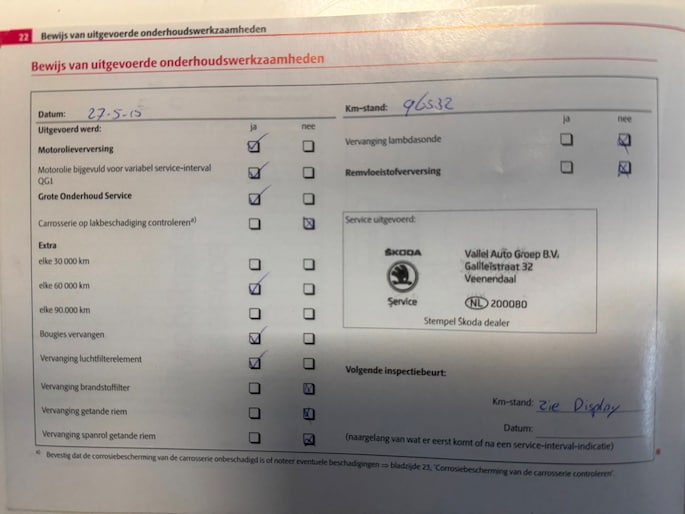 22 Bewijs van uitgevoerde onderhoudswerkzaamheden
Bewijs van uitgevoerde onderhoudswerkzaamheden
Datum: 27-5-15
Km-stand: 96532
Uitgevoerd werd: ja nee
ja nee
Motorolieverversing
Vervanging lambdasonde
Motorolie bijgevuld voor variabel service-interval
QG1
Remvloeistofverversing
Grote Onderhoud Service
Carrosserie op lakbeschadiging controleren a)
Service uitgevoerd:
Extra
elke 30 000 km
elke 60 000 km
elke 90.000 km
ŠKODA
Service
Vallei Auto Groep B.V.
Galileïstraat 32
Veenendaal
NL 200080
Stempel Škoda dealer
Bougies vervangen
Vervanging luchtfilterelement
Vervanging brandstoffilter
Vervanging getande riem
Vervanging spanrol getande riem
Volgende inspectiebeurt:
Km-stand: zie Display
Datum:
(naargelang van wat er eerst komt of na een service-interval-indicatie)
a) Bevestig dat de corrosiebescherming van de carrosserie onbeschadigd is of noteer eventuele beschadigingen ⇒ bladzijde 23, 'Corrosiebescherming van de carrosserie controleren'.